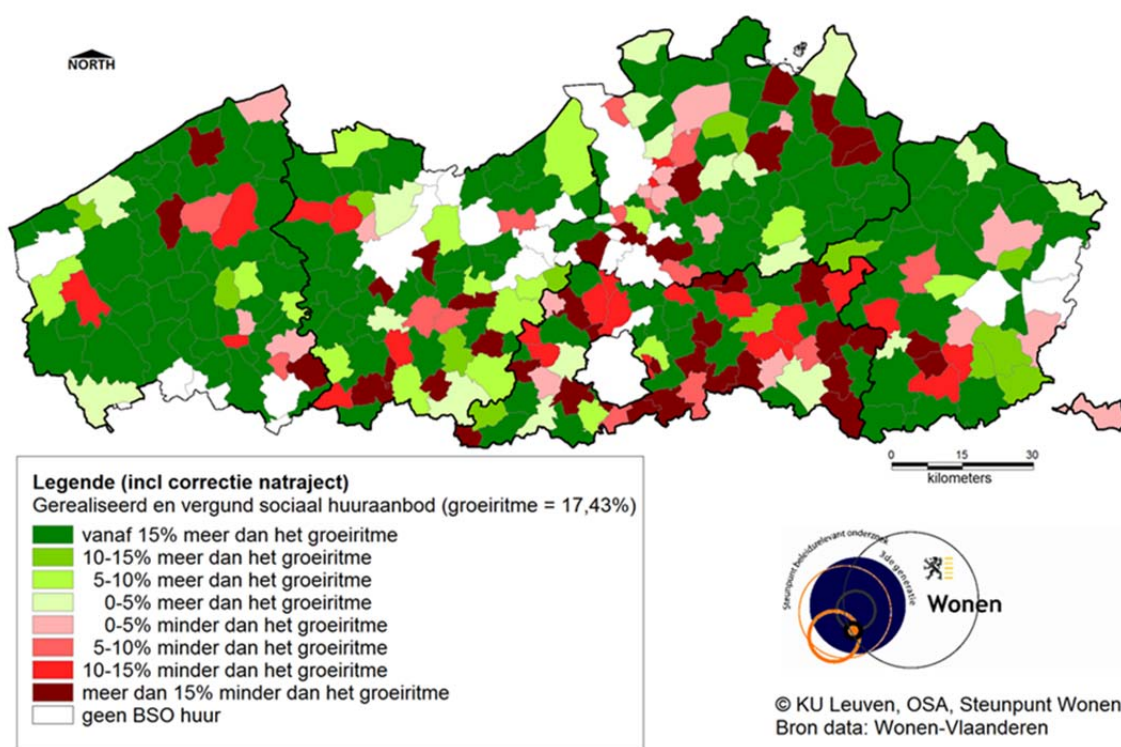 NORTH
0 15 30
kilometers
Legende (incl correctie natraject)
Gerealiseerd en vergund sociaal huuraanbod (groeiritme = 17,43%)
vanaf 15% meer dan het groeiritme
10-15% meer dan het groeiritme
5-10% meer dan het groeiritme
0-5% meer dan het groeiritme
0-5% minder dan het groeiritme
5-10% minder dan het groeiritme
10-15% minder dan het groeiritme
meer dan 15% minder dan het groeiritme
geen BSO huur
Steunpunt beleidsrelevant onderzoek
3de generatie
Wonen
© KU Leuven, OSA, Steunpunt Wonen
Bron data: Wonen-Vlaanderen